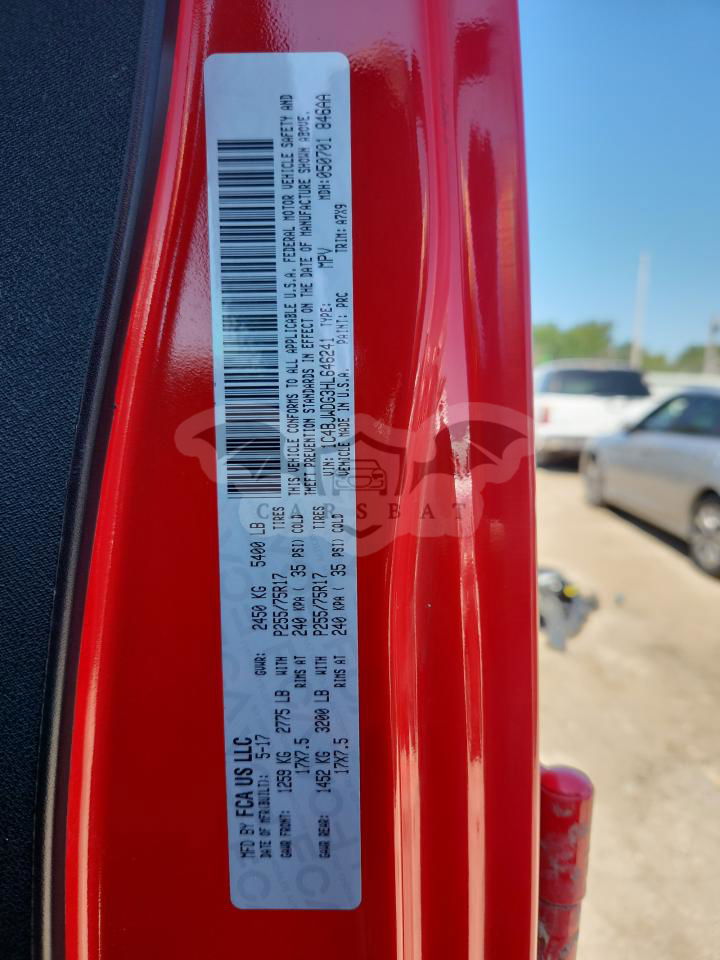 MFD BY FCA US LLC
DATE OF MFR(BUILT): 5-17 GVWR: 2450 KG 5400 LB
GAWR FRONT: 1259 KG 2775 LB WITH P255/75R17 TIRES
17X7.5 RIMS AT 240 KPA ( 35 PSI) COLD
GAWR REAR: 1452 KG 3200 LB WITH P255/75R17 TIRES
17X7.5 RIMS AT 240 KPA ( 35 PSI) COLD
THIS VEHICLE CONFORMS TO ALL APPLICABLE U.S.A. FEDERAL MOTOR VEHICLE SAFETY AND
THEFT PREVENTION STANDARDS IN EFFECT ON THE DATE OF MANUFACTURE SHOWN ABOVE.
VIN: 1C4BJWDG3HL646241 TYPE: MPV MDH:050701 846AA
VEHICLE MADE IN U.S.A. PAINT: PRC TRIM: A7X9
CARSBAT